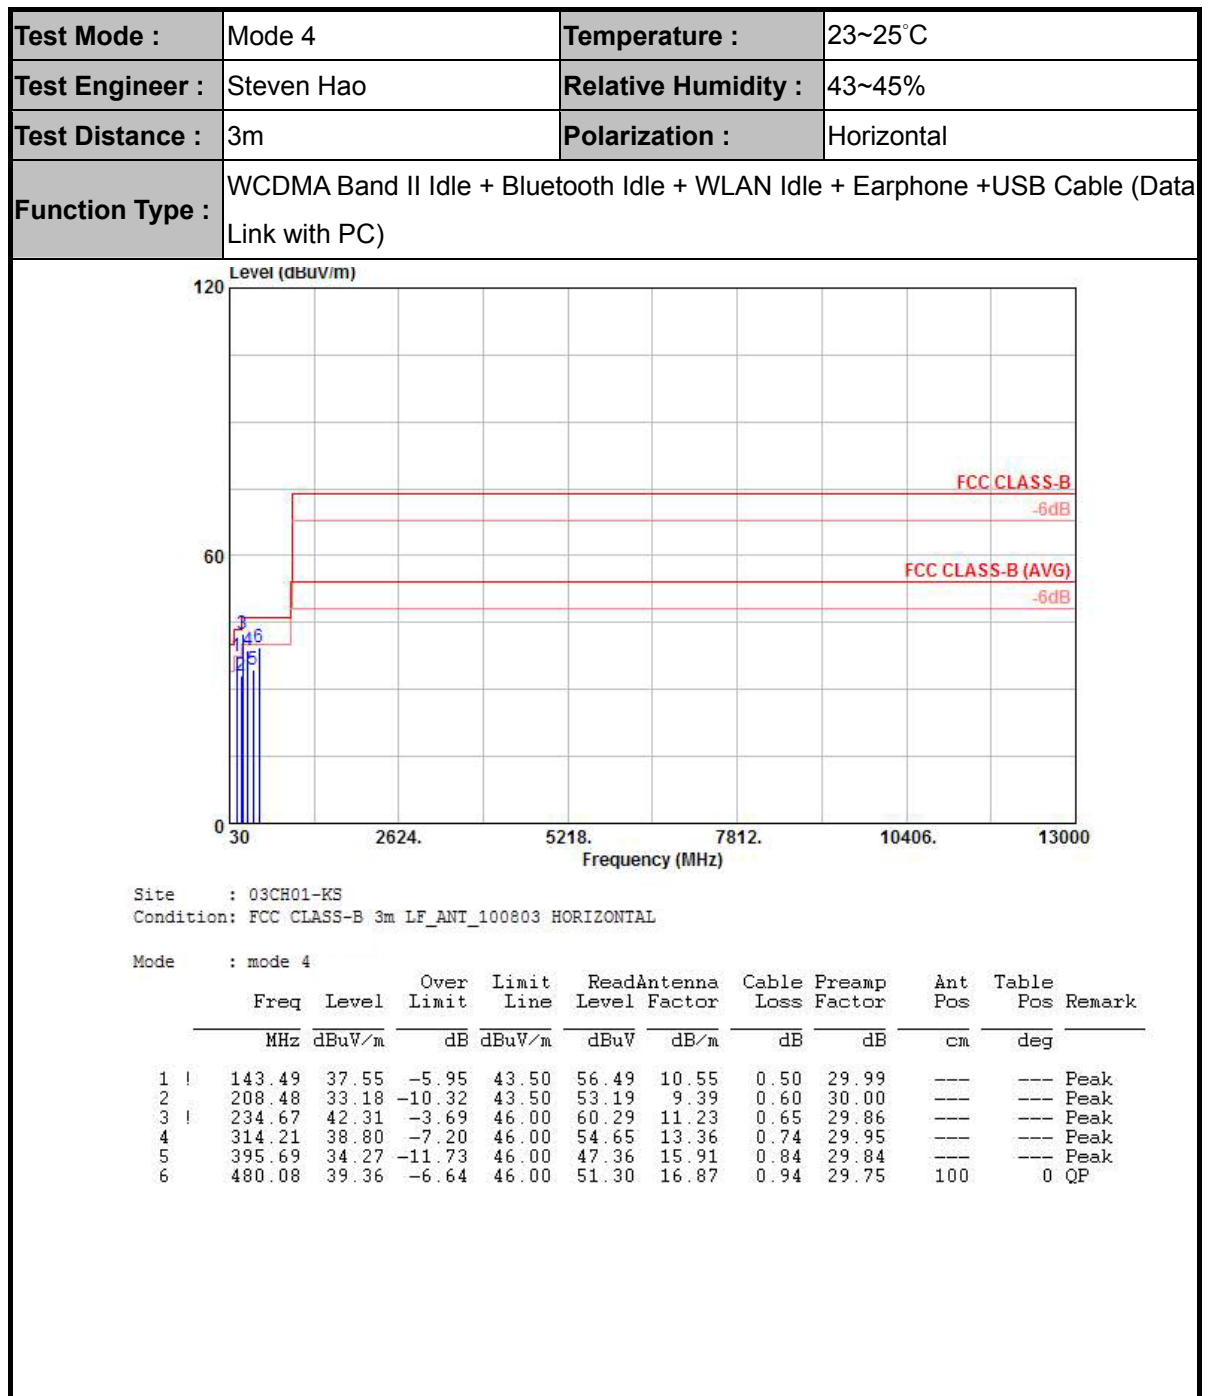 Test Mode : Mode 4 Temperature : 23~25°C
Test Engineer : Steven Hao Relative Humidity : 43~45%
Test Distance : 3m Polarization : Horizontal
Function Type : WCDMA Band II Idle + Bluetooth Idle + WLAN Idle + Earphone +USB Cable (Data
Link with PC)
Level (dBuV/m)
120
FCC CLASS-B
-6dB
60
FCC CLASS-B (AVG)
-6dB
3
1 4 6
2 5
0
30 2624. 5218. 7812. 10406. 13000
Frequency (MHz)
Site : 03CH01-KS
Condition: FCC CLASS-B 3m LF_ANT_100803 HORIZONTAL
Mode : mode 4
Over Limit ReadAntenna Cable Preamp Ant Table
Freq Level Limit Line Level Factor Loss Factor Pos Pos Remark
MHz dBuV/m dB dBuV/m dBuV dB/m dB dB cm deg
1 ! 143.49 37.55 -5.95 43.50 56.49 10.55 0.50 29.99 --- --- Peak
2 208.48 33.18 -10.32 43.50 53.19 9.39 0.60 30.00 --- --- Peak
3 ! 234.67 42.31 -3.69 46.00 60.29 11.23 0.65 29.86 --- --- Peak
4 314.21 38.80 -7.20 46.00 54.65 13.36 0.74 29.95 --- --- Peak
5 395.69 34.27 -11.73 46.00 47.36 15.91 0.84 29.84 --- --- Peak
6 480.08 39.36 -6.64 46.00 51.30 16.87 0.94 29.75 100 0 QP